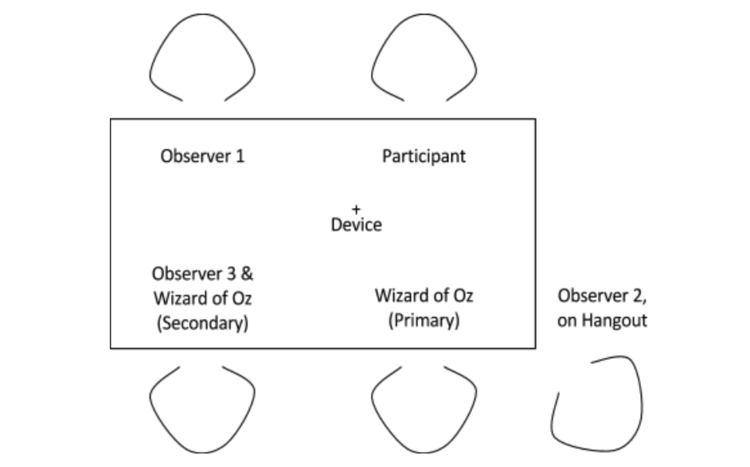 Observer 1
Participant
+
Device
Observer 3 &
Wizard of Oz
(Secondary)
Wizard of Oz
(Primary)
Observer 2,
on Hangout